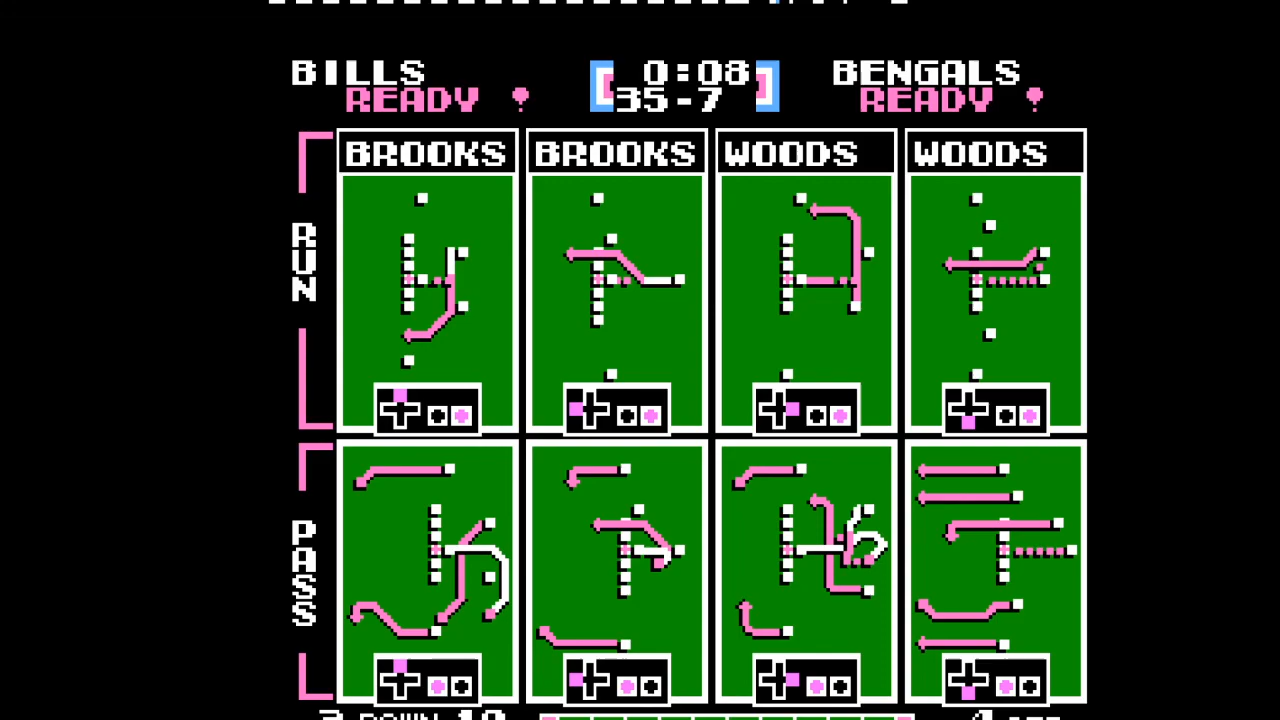 BILLS 0:08 BENGALS
READY ! 35-7 READY !
BROOKS BROOKS WOODS WOODS
RUN
PASS